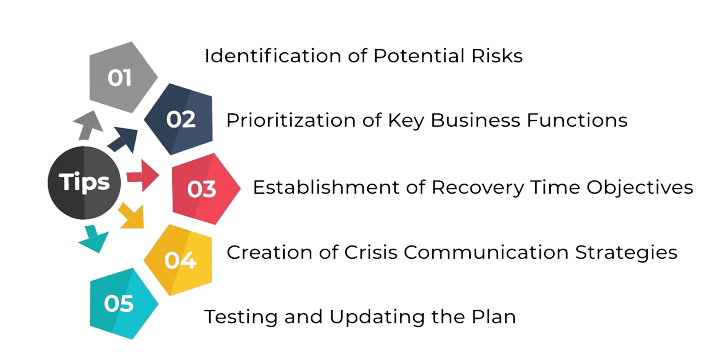 01
Identification of Potential Risks
02
Prioritization of Key Business Functions
Tips
03
Establishment of Recovery Time Objectives
04
Creation of Crisis Communication Strategies
05
Testing and Updating the Plan